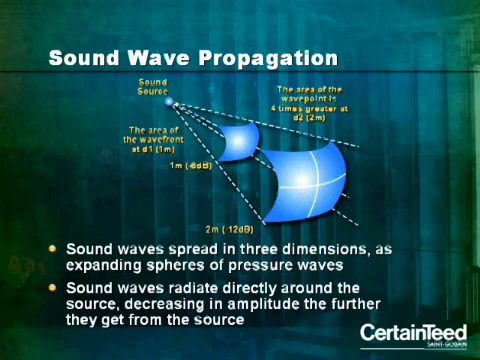 Sound Wave Propagation
Sound
Source
The area of the
wavepoint is
4 times greater at
d2 (2m)
The area of
the wavefront
at d1 (1m)
1m (-6dB)
2m (-12dB)
Sound waves spread in three dimensions, as
expanding spheres of pressure waves
Sound waves radiate directly around the
source, decreasing in amplitude the further
they get from the source
CertainTeed
SAINT-GOBAIN